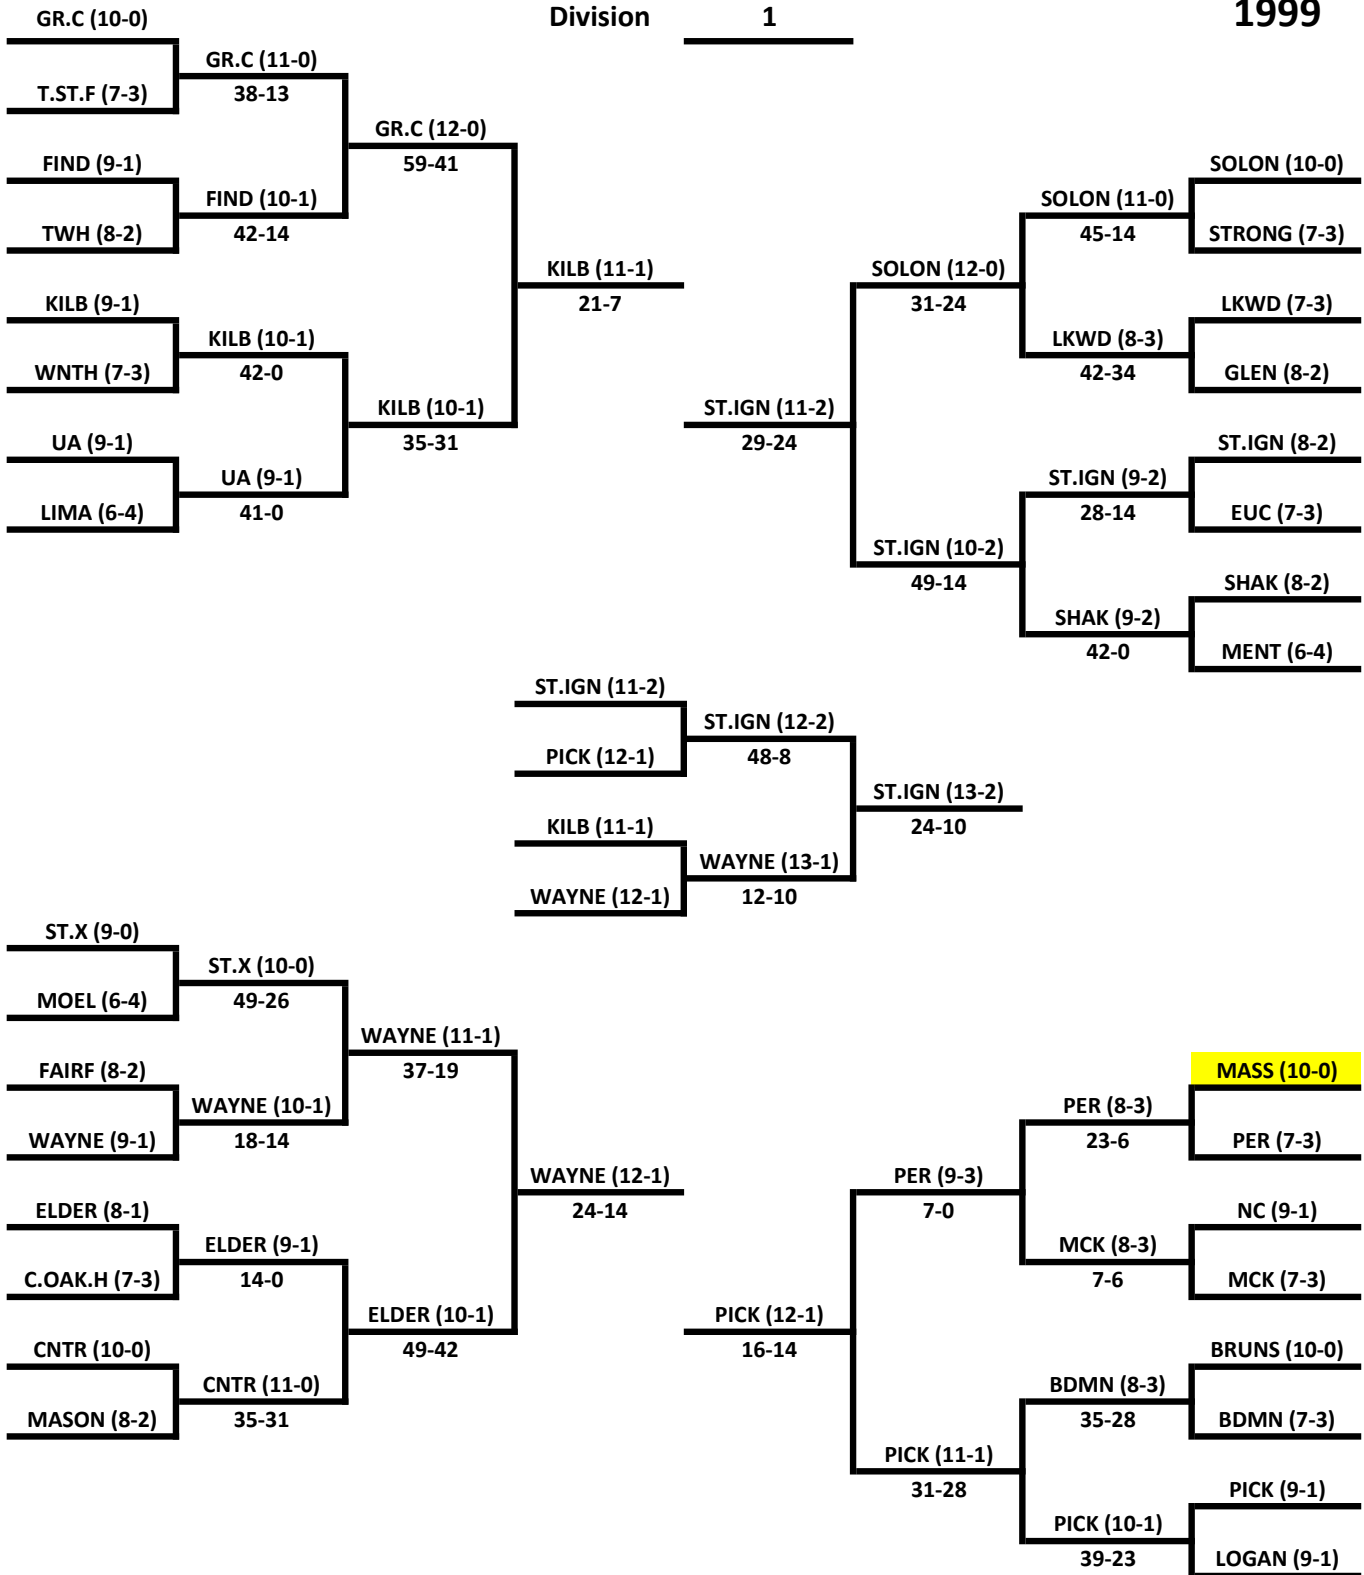 GR.C (10-0)
Division 1
1999
GR.C (11-0)
T.ST.F (7-3)
38-13
GR.C (12-0)
FIND (9-1)
59-41
FIND (10-1)
TWH (8-2)
42-14
KILB (11-1)
KILB (9-1)
21-7
KILB (10-1)
WNTH (7-3)
42-0
KILB (10-1)
UA (9-1)
35-31
UA (9-1)
LIMA (6-4)
41-0
SOLON (10-0)
SOLON (11-0)
STRONG (7-3)
45-14
SOLON (12-0)
LKWD (7-3)
31-24
LKWD (8-3)
GLEN (8-2)
42-34
ST.IGN (11-2)
29-24
ST.IGN (8-2)
ST.IGN (9-2)
EUC (7-3)
28-14
ST.IGN (10-2)
49-14
SHAK (8-2)
SHAK (9-2)
MENT (6-4)
42-0
ST.IGN (11-2)
ST.IGN (12-2)
PICK (12-1)
48-8
ST.IGN (13-2)
KILB (11-1)
24-10
WAYNE (13-1)
WAYNE (12-1)
12-10
ST.X (9-0)
ST.X (10-0)
MOEL (6-4)
49-26
WAYNE (11-1)
FAIRF (8-2)
37-19
WAYNE (10-1)
WAYNE (9-1)
18-14
WAYNE (12-1)
ELDER (8-1)
24-14
ELDER (9-1)
C.OAK.H (7-3)
14-0
ELDER (10-1)
CNTR (10-0)
49-42
CNTR (11-0)
MASON (8-2)
35-31
MASS (10-0)
PER (8-3)
PER (7-3)
23-6
PER (9-3)
NC (9-1)
7-0
MCK (8-3)
MCK (7-3)
7-6
PICK (12-1)
16-14
BRUNS (10-0)
BDMN (8-3)
BDMN (7-3)
35-28
PICK (11-1)
31-28
PICK (9-1)
PICK (10-1)
LOGAN (9-1)
39-23